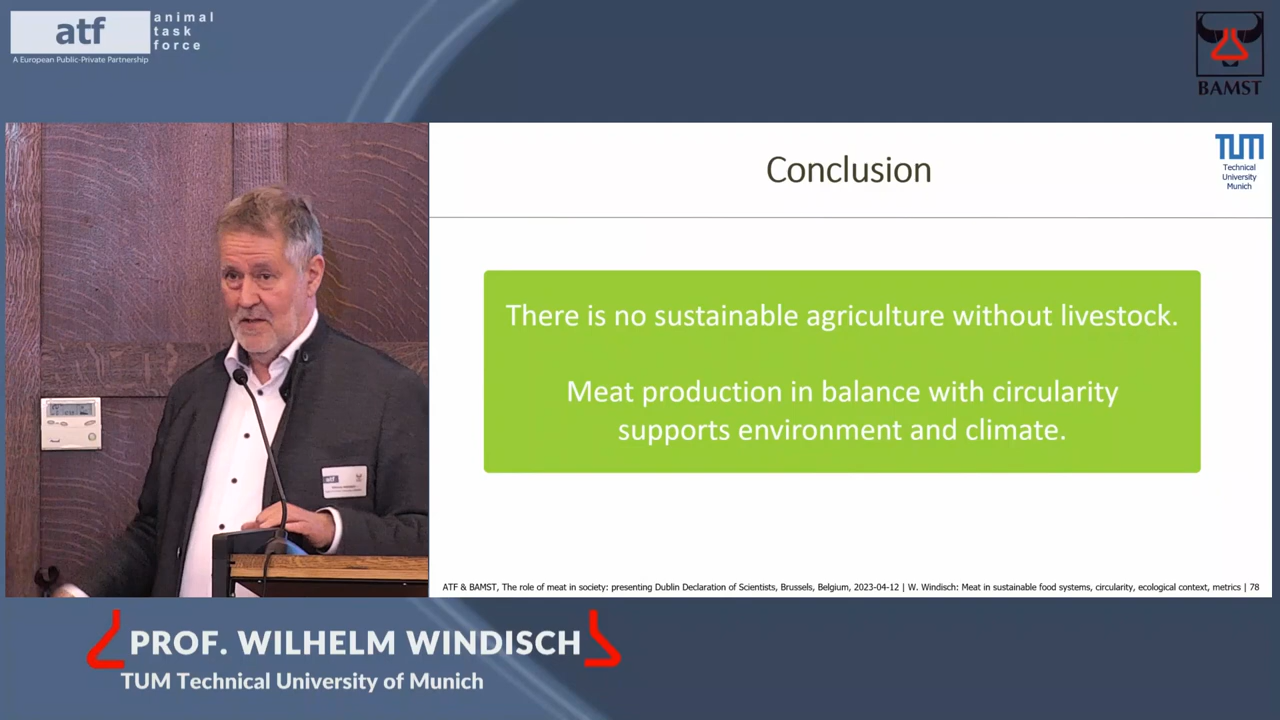 atf
animal
task
force
A European Public-Private Partnership
BAMST
Conclusion
TUM
Technical
University
Munich
There is no sustainable agriculture without livestock.
Meat production in balance with circularity
supports environment and climate.
ATF & BAMST, The role of meat in society: presenting Dublin Declaration of Scientists, Brussels, Belgium, 2023-04-12 | W. Windisch: Meat in sustainable food systems, circularity, ecological context, metrics | 78
atf
PROF. WILHELM WINDISCH
TUM Technical University of Munich